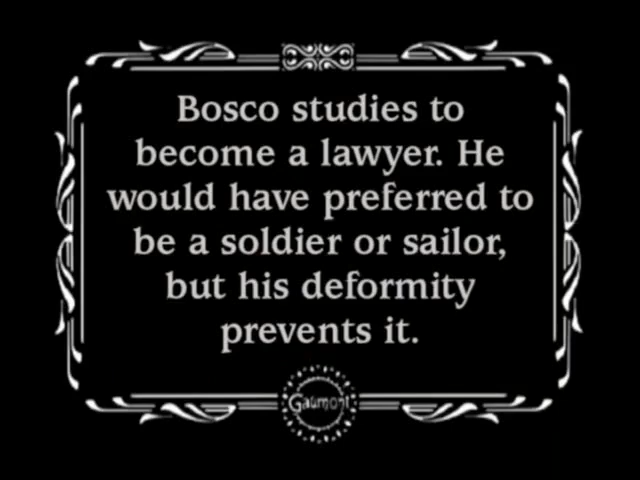 Bosco studies to
become a lawyer. He
would have preferred to
be a soldier or sailor,
but his deformity
prevents it.
Gaumont